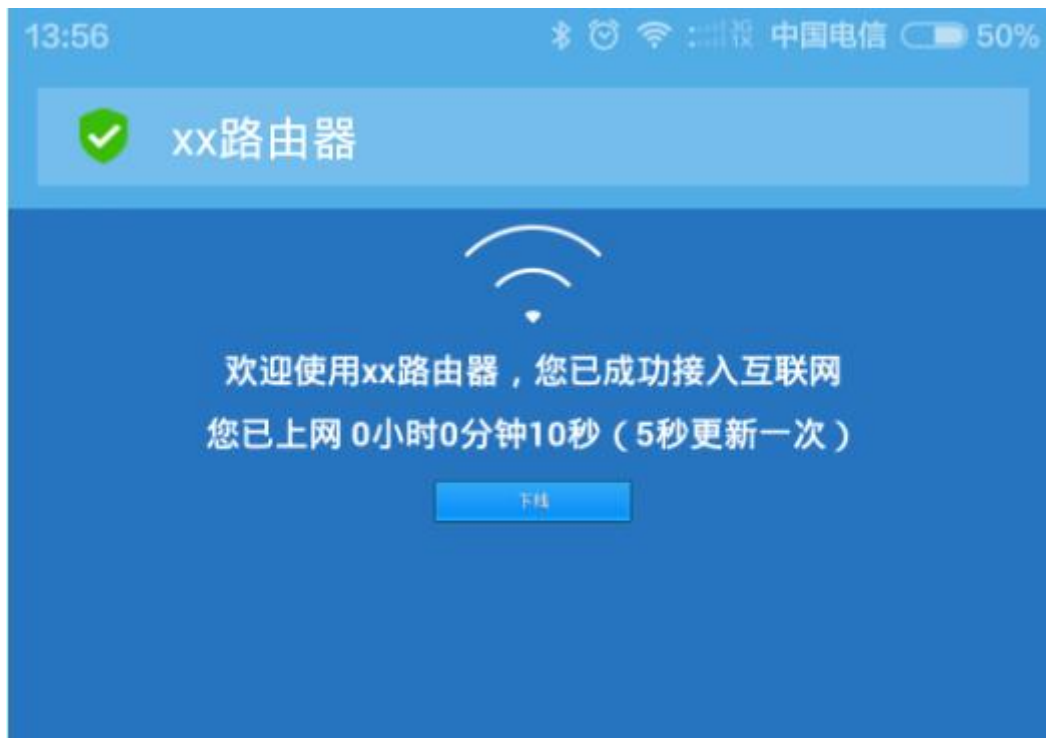 13:56 中国电信 50%
xx路由器
欢迎使用xx路由器，您已成功接入互联网
您已上网 0小时0分钟10秒（5秒更新一次）
下线